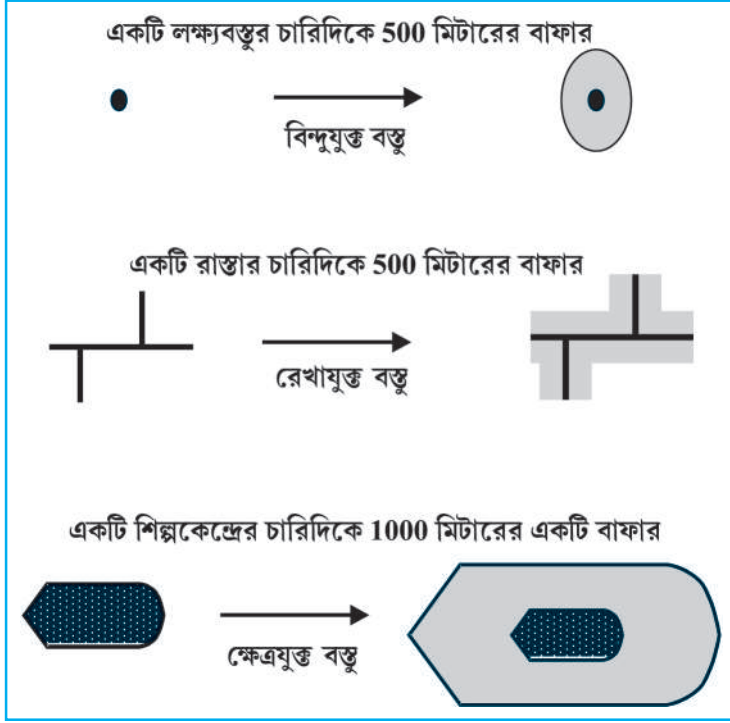 একটি লক্ষ্যবস্তুর চারিদিকে 500 মিটারের বাফার
বিন্দুযুক্ত বস্তু
একটি রাস্তার চারিদিকে 500 মিটারের বাফার
রেখাযুক্ত বস্তু
একটি শিল্পকেন্দ্রের চারিদিকে 1000 মিটারের একটি বাফার
ক্ষেত্রযুক্ত বস্তু